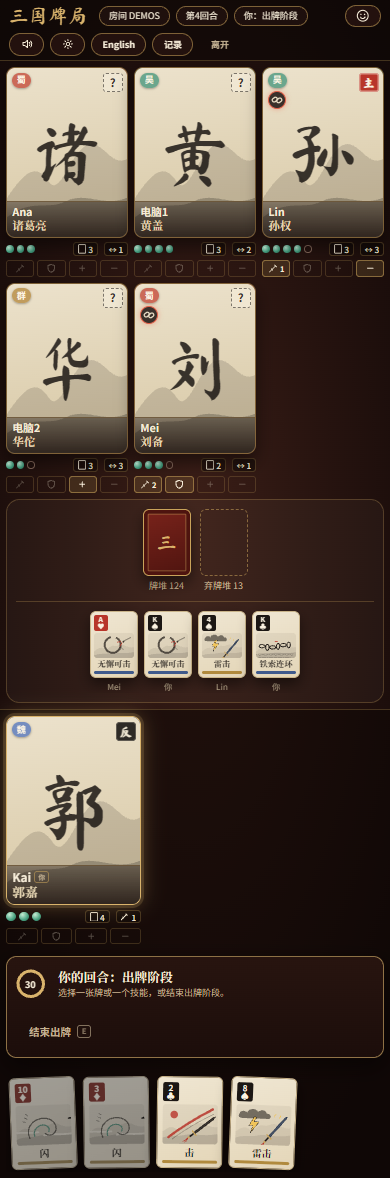 三国牌局
房间 DEMOS
第4回合
你：出牌阶段
English
记录
离开
蜀
?
诸
Ana
诸葛亮
3
1
吴
?
黄
电脑1
黄盖
3
2
吴
主
孙
Lin
孙权
3
3
1
群
?
华
电脑2
华佗
3
3
蜀
?
刘
Mei
刘备
2
1
2
三
牌堆 124
弃牌堆 13
A
无懈可击
Mei
K
无懈可击
你
4
雷击
Lin
K
铁索连环
你
魏
反
郭
Kai 你
郭嘉
4
1
30
你的回合：出牌阶段
选择一张牌或一个技能，或结束出牌阶段。
结束出牌 E
10
闪
3
闪
2
击
8
雷击